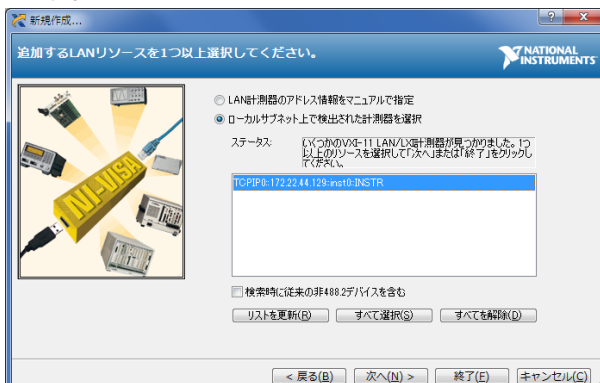 新規作成...
追加するLANリソースを1つ以上選択してください。
NATIONAL
INSTRUMENTS
LAN計測器のアドレス情報をマニュアルで指定
ローカルサブネット上で検出された計測器を選択
ステータス:
いくつかのVXI-11 LAN/LXI計測器が見つかりました。1つ
以上のリソースを選択して「次へ」または「終了」をクリックし
てください。
TCPIP0::172.22.44.129::inst0::INSTR
NI-VISA
検索時に従来の非488.2デバイスを含む
リストを更新(R)
すべて選択(S)
すべてを解除(D)
< 戻る(B)
次へ(N) >
終了(F)
キャンセル(C)